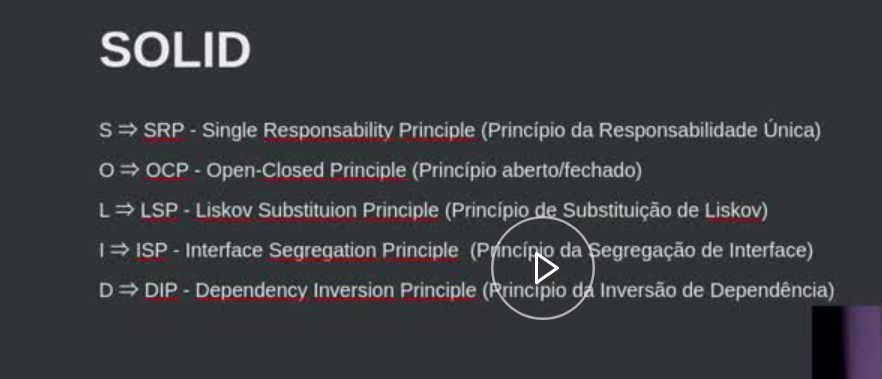 SOLID
S ⇒ SRP - Single Responsability Principle (Princípio da Responsabilidade Única)
O ⇒ OCP - Open-Closed Principle (Princípio aberto/fechado)
L ⇒ LSP - Liskov Substituion Principle (Princípio de Substituição de Liskov)
I ⇒ ISP - Interface Segregation Principle (Princípio da Segregação de Interface)
D ⇒ DIP - Dependency Inversion Principle (Princípio da Inversão de Dependência)